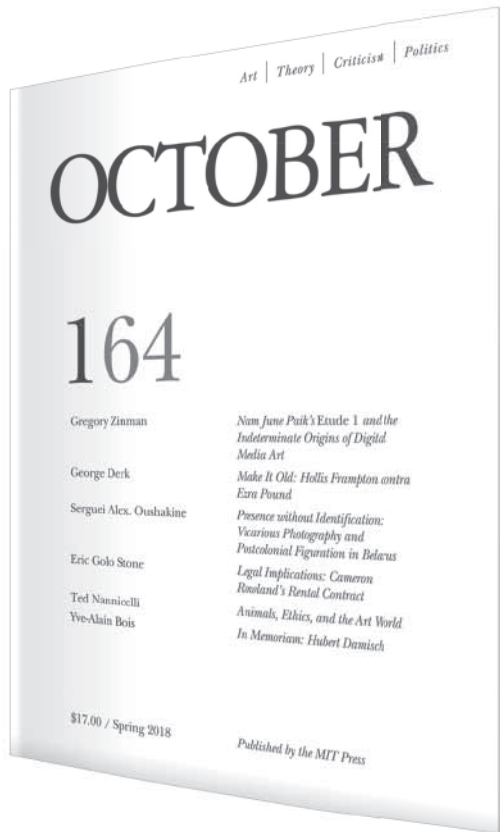 Art | Theory | Criticism | Politics
OCTOBER
164
Gregory Zinman
Nam June Paik's Etude 1 and the
Indeterminate Origins of Digital
Media Art
George Derk
Make It Old: Hollis Frampton contra
Ezra Pound
Serguei Alex. Oushakine
Presence without Identification:
Vicarious Photography and
Postcolonial Figuration in Belarus
Eric Golo Stone
Legal Implications: Cameron
Rowland's Rental Contract
Ted Nannicelli
Animals, Ethics, and the Art World
Yve-Alain Bois
In Memoriam: Hubert Damisch
$17.00 / Spring 2018
Published by the MIT Press